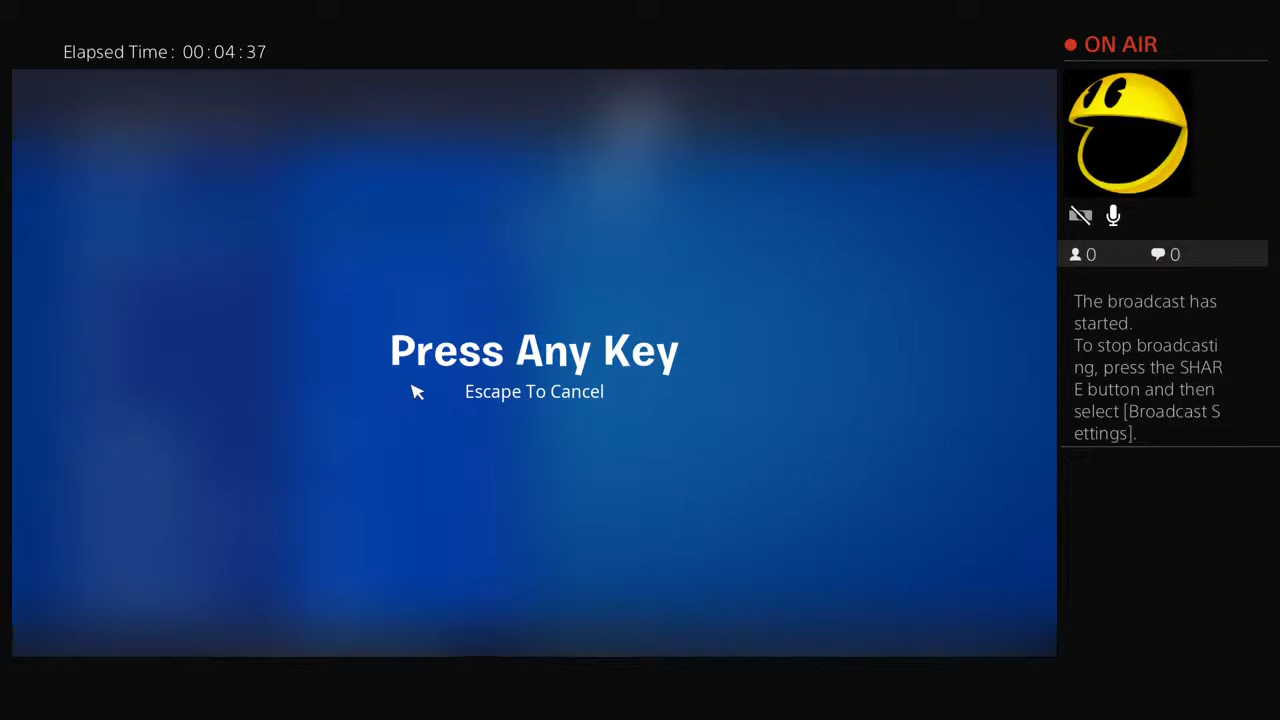 Elapsed Time: 00:04:37
ON AIR
0 0
Press Any Key
Escape To Cancel
The broadcast has
started.
To stop broadcasti
ng, press the SHAR
E button and then
select [Broadcast S
ettings].